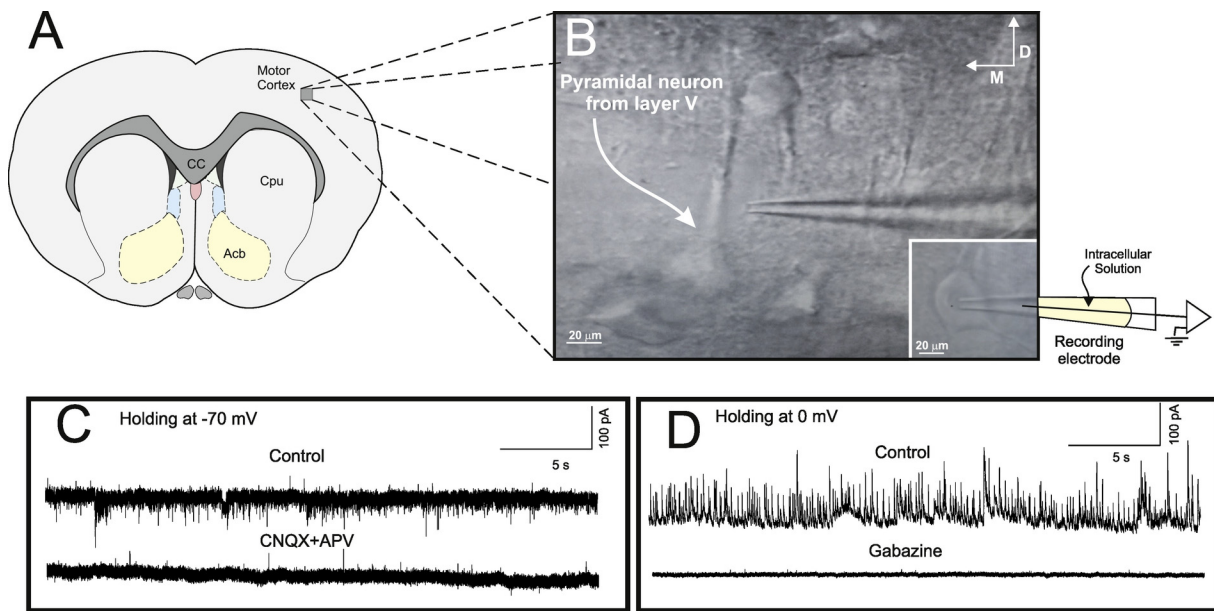 A
Motor
Cortex
CC
Cpu
Acb
B
D
M
Pyramidal neuron
from layer V
20 μm
20 μm
Intracellular
Solution
Recording
electrode
C
Holding at -70 mV
100 pA
5 s
Control
CNQX+APV
D
Holding at 0 mV
100 pA
5 s
Control
Gabazine